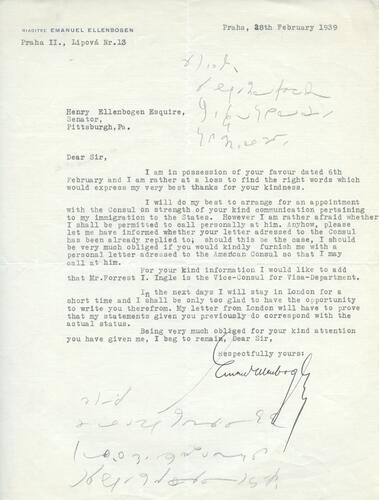 RIADITEL EMANUEL ELLENBOGEN
Praha II., Lipová Nr.13
Praha, 28th February 1939
Henry Ellenbogen Esquire,
Senator,
Pittsburgh,Pa.
Dear Sir,
I am in possession of your favour dated 6th
February and I am rather at a loss to find the right words which
would express my very best thanks for your kindness.
I will do my best to arrange for an appointment
with the Consul on strength of your kind communication pertaining
to my immigration to the States. However I am rather afraid whether
I shall be permitted to call personally at him. Anyhow, please
let me have informed whether your letter addressed to the Consul
has been already replied to; should this be the case, I should
be very much obliged if you would kindly furnish me with a
personal letter addressed to the American Consul so that I may
call at him.
For your kind information I would like to add
that Mr.Forrest I. Ingle is the Vice-Consul for Visa-Department.
In the next days I will stay in London for a
short time and I shall be only too glad to have the opportunity
to write you therefrom. My letter from London will have to prove
that my statements given you previously do correspond with the
actual status.
Being very much obliged for your kind attention
you have given me, I beg to remain, Dear Sir,
Respectfully yours: